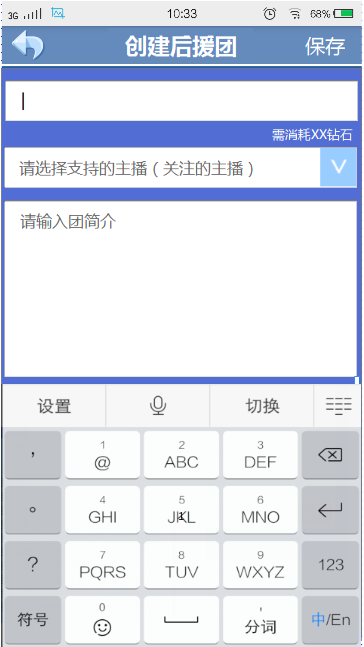 3G 10:33 68%
创建后援团 保存
需消耗XX钻石
请选择支持的主播（关注的主播）
请输入团简介
设置 切换
， 1 @ 2 ABC 3 DEF
。 4 GHI 5 JKL 6 MNO
? 7 PQRS 8 TUV 9 WXYZ 123
符号 0 ' 分词 中/En